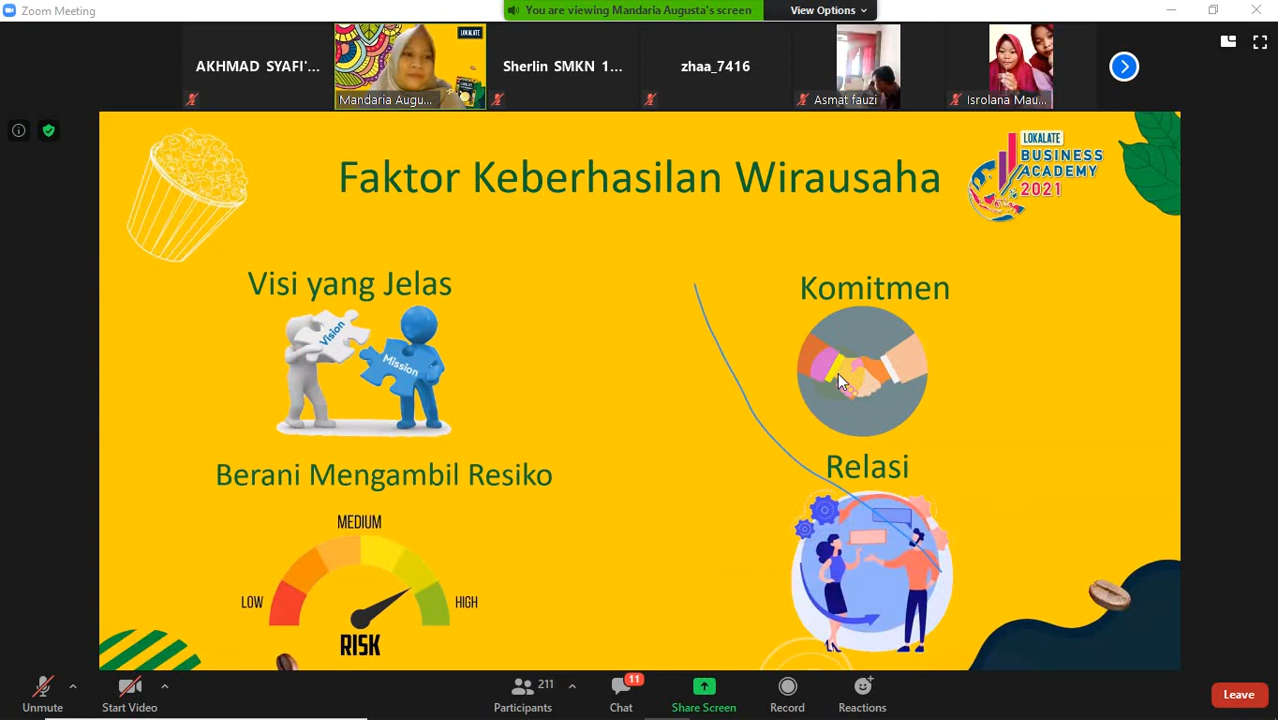 Zoom Meeting
You are viewing Mandaria Augusta's screen
View Options
AKHMAD SYAFI'...
LOKALATE
Mandaria Augu...
Sherlin SMKN 1...
zhaa_7416
Asmat fauzi
Isrolana Mau...
Faktor Keberhasilan Wirausaha
LOKALATE
BUSINESS
ACADEMY
2021
Visi yang Jelas
Vision
Mission
Komitmen
Berani Mengambil Resiko
MEDIUM
LOW
HIGH
RISK
Relasi
Unmute
Start Video
211
Participants
11
Chat
Share Screen
Record
Reactions
Leave